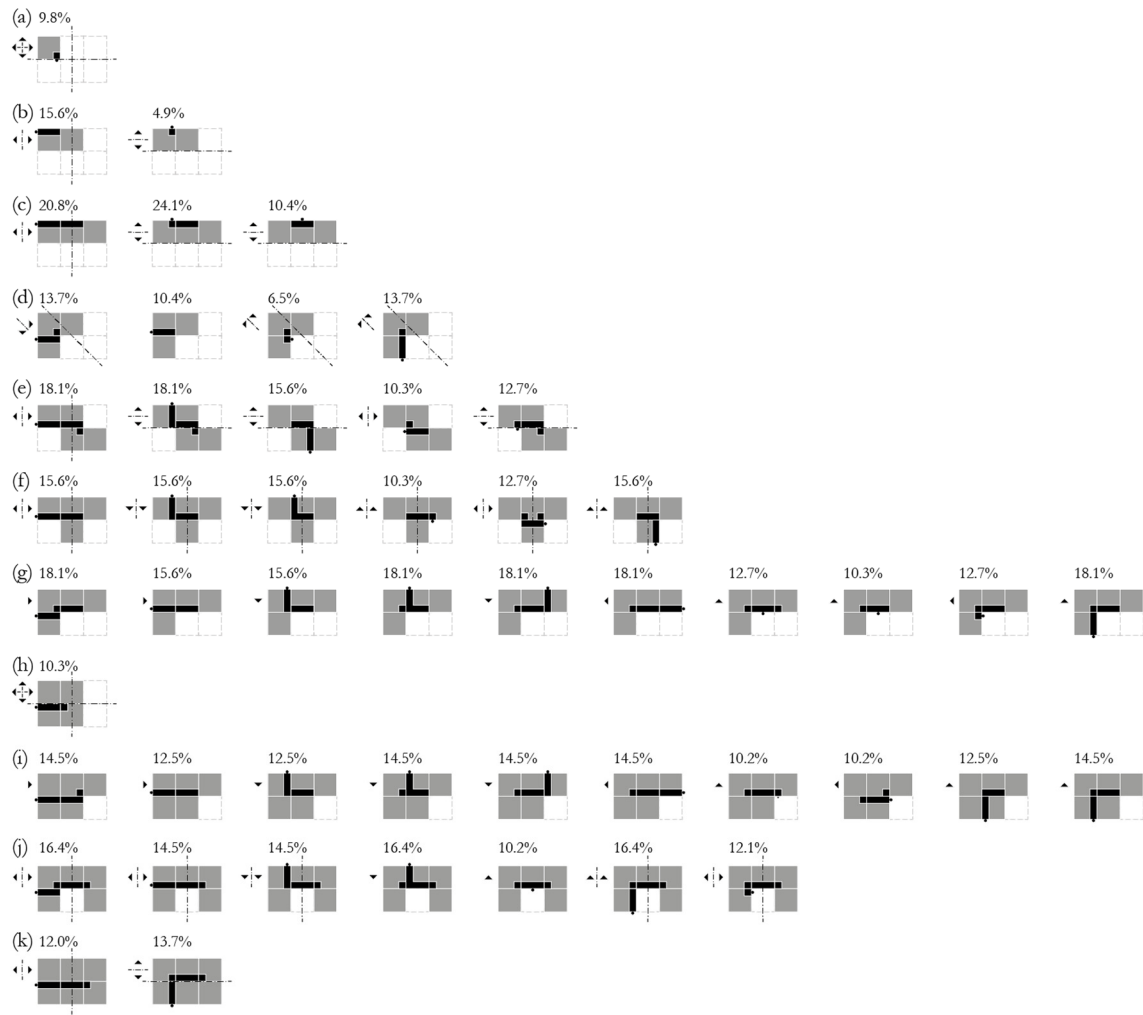 (a) 9.8%
(b) 15.6% 4.9%
(c) 20.8% 24.1% 10.4%
(d) 13.7% 10.4% 6.5% 13.7%
(e) 18.1% 18.1% 15.6% 10.3% 12.7%
(f) 15.6% 15.6% 15.6% 10.3% 12.7% 15.6%
(g) 18.1% 15.6% 15.6% 18.1% 18.1% 18.1% 12.7% 10.3% 12.7% 18.1%
(h) 10.3%
(i) 14.5% 12.5% 12.5% 14.5% 14.5% 14.5% 10.2% 10.2% 12.5% 14.5%
(j) 16.4% 14.5% 14.5% 16.4% 10.2% 16.4% 12.1%
(k) 12.0% 13.7%